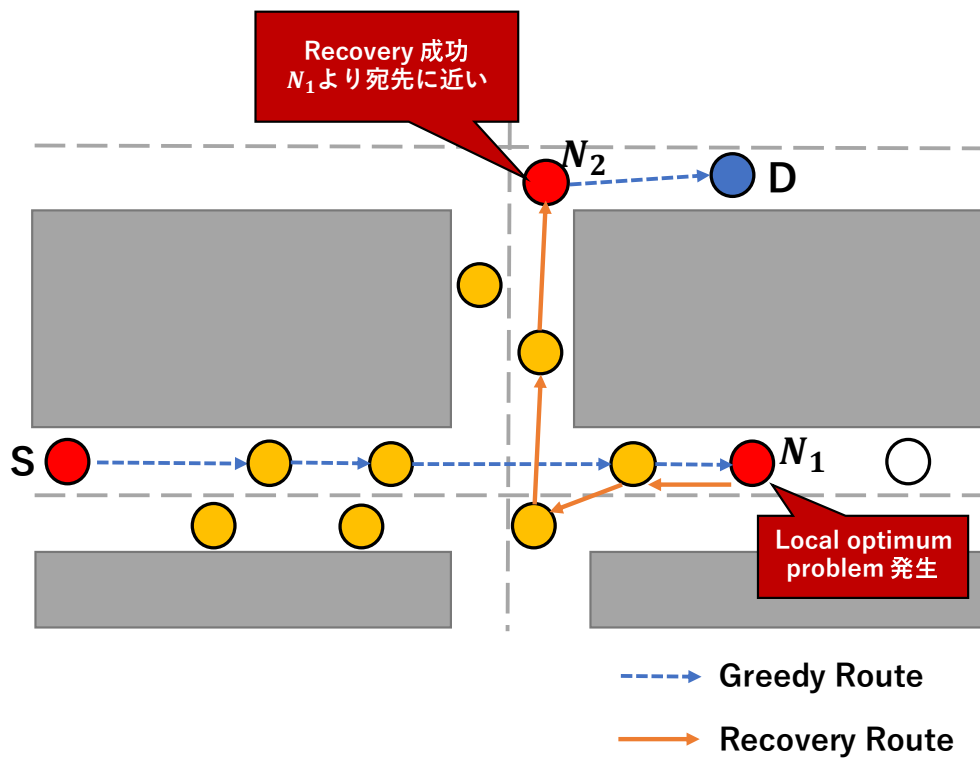 Recovery 成功
N₁より宛先に近い
N₂
D
S
N₁
Local optimum
problem 発生
Greedy Route
Recovery Route